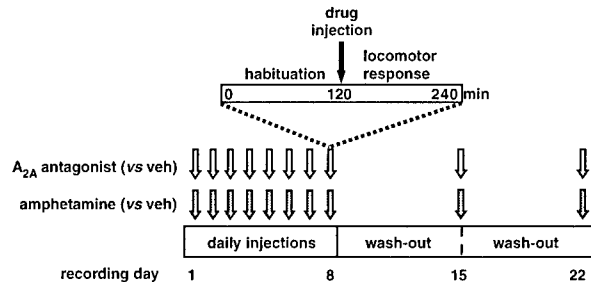 drug
injection
habituation
locomotor
response
0 120 240 min
A2A antagonist (vs veh)
amphetamine (vs veh)
daily injections wash-out wash-out
recording day 1 8 15 22